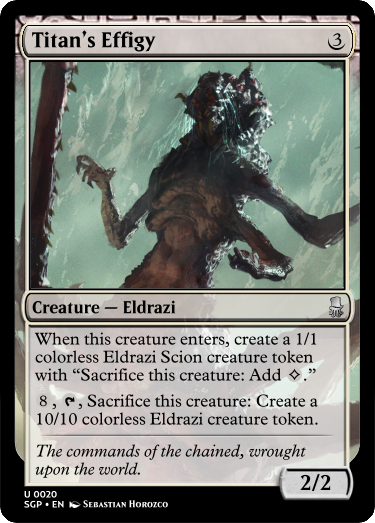 Titan's Effigy 3
Creature — Eldrazi
When this creature enters, create a 1/1
colorless Eldrazi Scion creature token
with “Sacrifice this creature: Add .”
8 , , Sacrifice this creature: Create a
10/10 colorless Eldrazi creature token.
The commands of the chained, wrought
upon the world.
2/2
U 0020
SGP • EN Sebastian Horozco